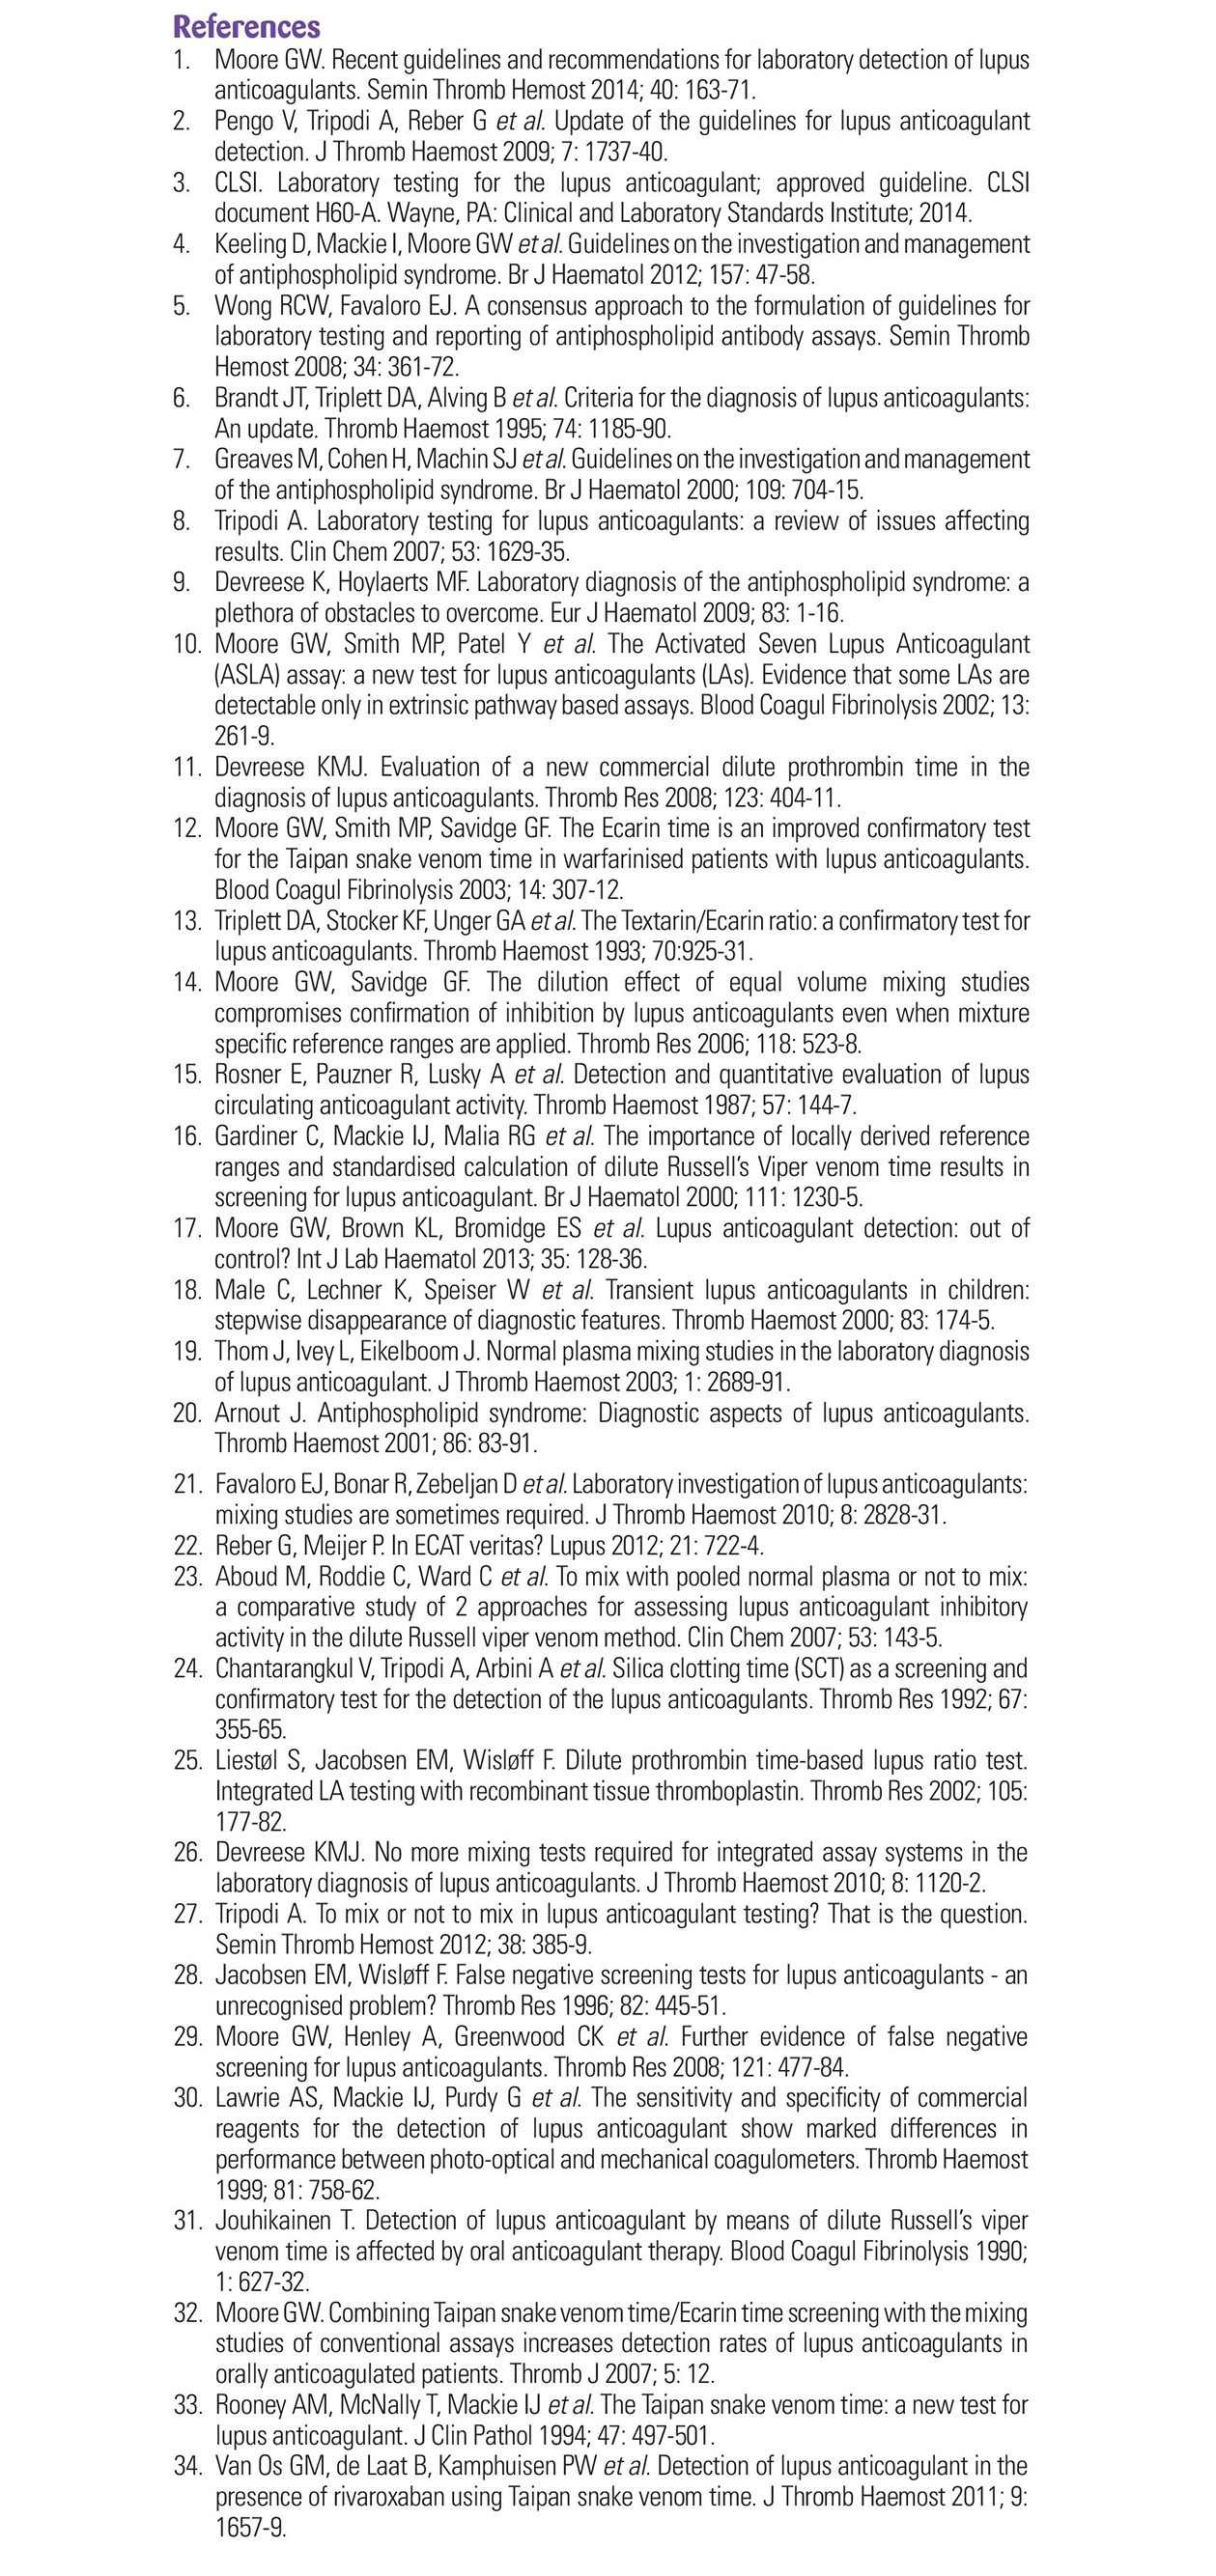 References
1. Moore GW. Recent guidelines and recommendations for laboratory detection of lupus
anticoagulants. Semin Thromb Hemost 2014; 40: 163-71.
2. Pengo V, Tripodi A, Reber G et al. Update of the guidelines for lupus anticoagulant
detection. J Thromb Haemost 2009; 7: 1737-40.
3. CLSI. Laboratory testing for the lupus anticoagulant; approved guideline. CLSI
document H60-A. Wayne, PA: Clinical and Laboratory Standards Institute; 2014.
4. Keeling D, Mackie I, Moore GW et al. Guidelines on the investigation and management
of antiphospholipid syndrome. Br J Haematol 2012; 157: 47-58.
5. Wong RCW, Favaloro EJ. A consensus approach to the formulation of guidelines for
laboratory testing and reporting of antiphospholipid antibody assays. Semin Thromb
Hemost 2008; 34: 361-72.
6. Brandt JT, Triplett DA, Alving B et al. Criteria for the diagnosis of lupus anticoagulants:
An update. Thromb Haemost 1995; 74: 1185-90.
7. Greaves M, Cohen H, Machin SJ et al. Guidelines on the investigation and management
of the antiphospholipid syndrome. Br J Haematol 2000; 109: 704-15.
8. Tripodi A. Laboratory testing for lupus anticoagulants: a review of issues affecting
results. Clin Chem 2007; 53: 1629-35.
9. Devreese K, Hoylaerts MF. Laboratory diagnosis of the antiphospholipid syndrome: a
plethora of obstacles to overcome. Eur J Haematol 2009; 83: 1-16.
10. Moore GW, Smith MP, Patel Y et al. The Activated Seven Lupus Anticoagulant
(ASLA) assay: a new test for lupus anticoagulants (LAs). Evidence that some LAs are
detectable only in extrinsic pathway based assays. Blood Coagul Fibrinolysis 2002; 13:
261-9.
11. Devreese KMJ. Evaluation of a new commercial dilute prothrombin time in the
diagnosis of lupus anticoagulants. Thromb Res 2008; 123: 404-11.
12. Moore GW, Smith MP, Savidge GF. The Ecarin time is an improved confirmatory test
for the Taipan snake venom time in warfarinised patients with lupus anticoagulants.
Blood Coagul Fibrinolysis 2003; 14: 307-12.
13. Triplett DA, Stocker KF, Unger GA et al. The Textarin/Ecarin ratio: a confirmatory test for
lupus anticoagulants. Thromb Haemost 1993; 70:925-31.
14. Moore GW, Savidge GF. The dilution effect of equal volume mixing studies
compromises confirmation of inhibition by lupus anticoagulants even when mixture
specific reference ranges are applied. Thromb Res 2006; 118: 523-8.
15. Rosner E, Pauzner R, Lusky A et al. Detection and quantitative evaluation of lupus
circulating anticoagulant activity. Thromb Haemost 1987; 57: 144-7.
16. Gardiner C, Mackie IJ, Malia RG et al. The importance of locally derived reference
ranges and standardised calculation of dilute Russell's Viper venom time results in
screening for lupus anticoagulant. Br J Haematol 2000; 111: 1230-5.
17. Moore GW, Brown KL, Bromidge ES et al. Lupus anticoagulant detection: out of
control? Int J Lab Haematol 2013; 35: 128-36.
18. Male C, Lechner K, Speiser W et al. Transient lupus anticoagulants in children:
stepwise disappearance of diagnostic features. Thromb Haemost 2000; 83: 174-5.
19. Thom J, Ivey L, Eikelboom J. Normal plasma mixing studies in the laboratory diagnosis
of lupus anticoagulant. J Thromb Haemost 2003; 1: 2689-91.
20. Arnout J. Antiphospholipid syndrome: Diagnostic aspects of lupus anticoagulants.
Thromb Haemost 2001; 86: 83-91.
21. Favaloro EJ, Bonar R, Zebeljan D et al. Laboratory investigation of lupus anticoagulants:
mixing studies are sometimes required. J Thromb Haemost 2010; 8: 2828-31.
22. Reber G, Meijer P. In ECAT veritas? Lupus 2012; 21: 722-4.
23. Aboud M, Roddie C, Ward C et al. To mix with pooled normal plasma or not to mix:
a comparative study of 2 approaches for assessing lupus anticoagulant inhibitory
activity in the dilute Russell viper venom method. Clin Chem 2007; 53: 143-5.
24. Chantarangkul V, Tripodi A, Arbini A et al. Silica clotting time (SCT) as a screening and
confirmatory test for the detection of the lupus anticoagulants. Thromb Res 1992; 67:
355-65.
25. Liestøl S, Jacobsen EM, Wisløff F. Dilute prothrombin time-based lupus ratio test.
Integrated LA testing with recombinant tissue thromboplastin. Thromb Res 2002; 105:
177-82.
26. Devreese KMJ. No more mixing tests required for integrated assay systems in the
laboratory diagnosis of lupus anticoagulants. J Thromb Haemost 2010; 8: 1120-2.
27. Tripodi A. To mix or not to mix in lupus anticoagulant testing? That is the question.
Semin Thromb Hemost 2012; 38: 385-9.
28. Jacobsen EM, Wisløff F. False negative screening tests for lupus anticoagulants - an
unrecognised problem? Thromb Res 1996; 82: 445-51.
29. Moore GW, Henley A, Greenwood CK et al. Further evidence of false negative
screening for lupus anticoagulants. Thromb Res 2008; 121: 477-84.
30. Lawrie AS, Mackie IJ, Purdy G et al. The sensitivity and specificity of commercial
reagents for the detection of lupus anticoagulant show marked differences in
performance between photo-optical and mechanical coagulometers. Thromb Haemost
1999; 81: 758-62.
31. Jouhikainen T. Detection of lupus anticoagulant by means of dilute Russell's viper
venom time is affected by oral anticoagulant therapy. Blood Coagul Fibrinolysis 1990;
1: 627-32.
32. Moore GW. Combining Taipan snake venom time/Ecarin time screening with the mixing
studies of conventional assays increases detection rates of lupus anticoagulants in
orally anticoagulated patients. Thromb J 2007; 5: 12.
33. Rooney AM, McNally T, Mackie IJ et al. The Taipan snake venom time: a new test for
lupus anticoagulant. J Clin Pathol 1994; 47: 497-501.
34. Van Os GM, de Laat B, Kamphuisen PW et al. Detection of lupus anticoagulant in the
presence of rivaroxaban using Taipan snake venom time. J Thromb Haemost 2011; 9:
1657-9.